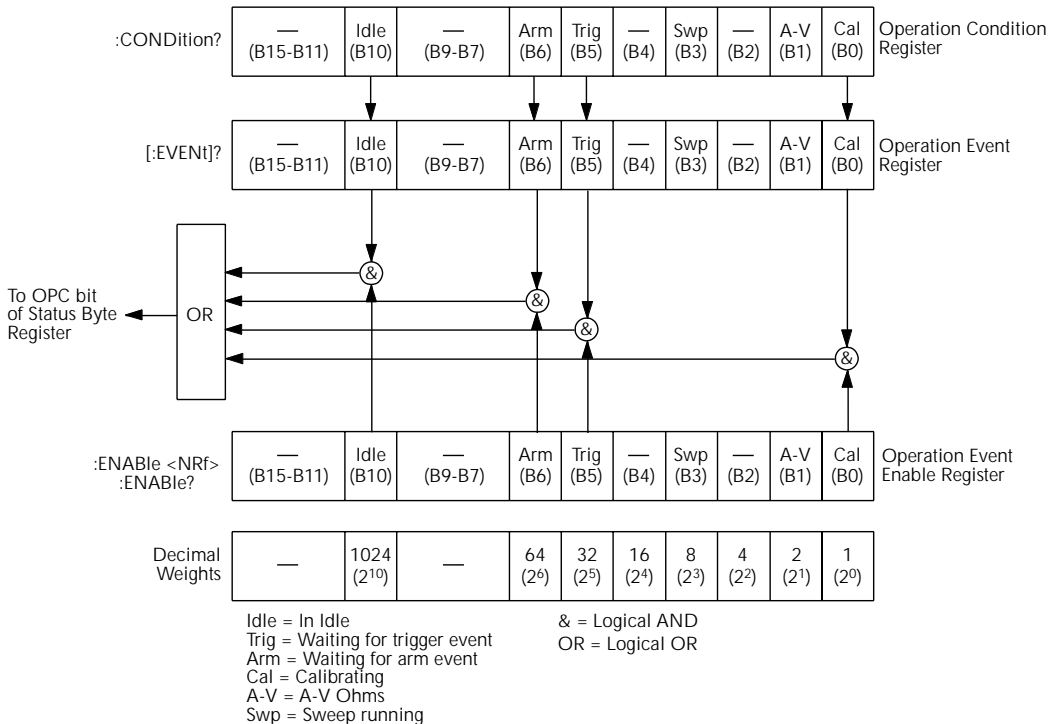 :CONDition?
— (B15-B11)
Idle (B10)
— (B9-B7)
Arm (B6)
Trig (B5)
— (B4)
Swp (B3)
— (B2)
A-V (B1)
Cal (B0)
Operation Condition
Register
[:EVENt]?
— (B15-B11)
Idle (B10)
— (B9-B7)
Arm (B6)
Trig (B5)
— (B4)
Swp (B3)
— (B2)
A-V (B1)
Cal (B0)
Operation Event
Register
&
&
&
&
To OPC bit
of Status Byte
Register
OR
:ENABle <NRf>
:ENABle?
— (B15-B11)
Idle (B10)
— (B9-B7)
Arm (B6)
Trig (B5)
— (B4)
Swp (B3)
— (B2)
A-V (B1)
Cal (B0)
Operation Event
Enable Register
Decimal
Weights
—
1024 (2¹⁰)
—
64 (2⁶)
32 (2⁵)
16 (2⁴)
8 (2³)
4 (2²)
2 (2¹)
1 (2⁰)
Idle = In Idle
Trig = Waiting for trigger event
Arm = Waiting for arm event
Cal = Calibrating
A-V = A-V Ohms
Swp = Sweep running
& = Logical AND
OR = Logical OR